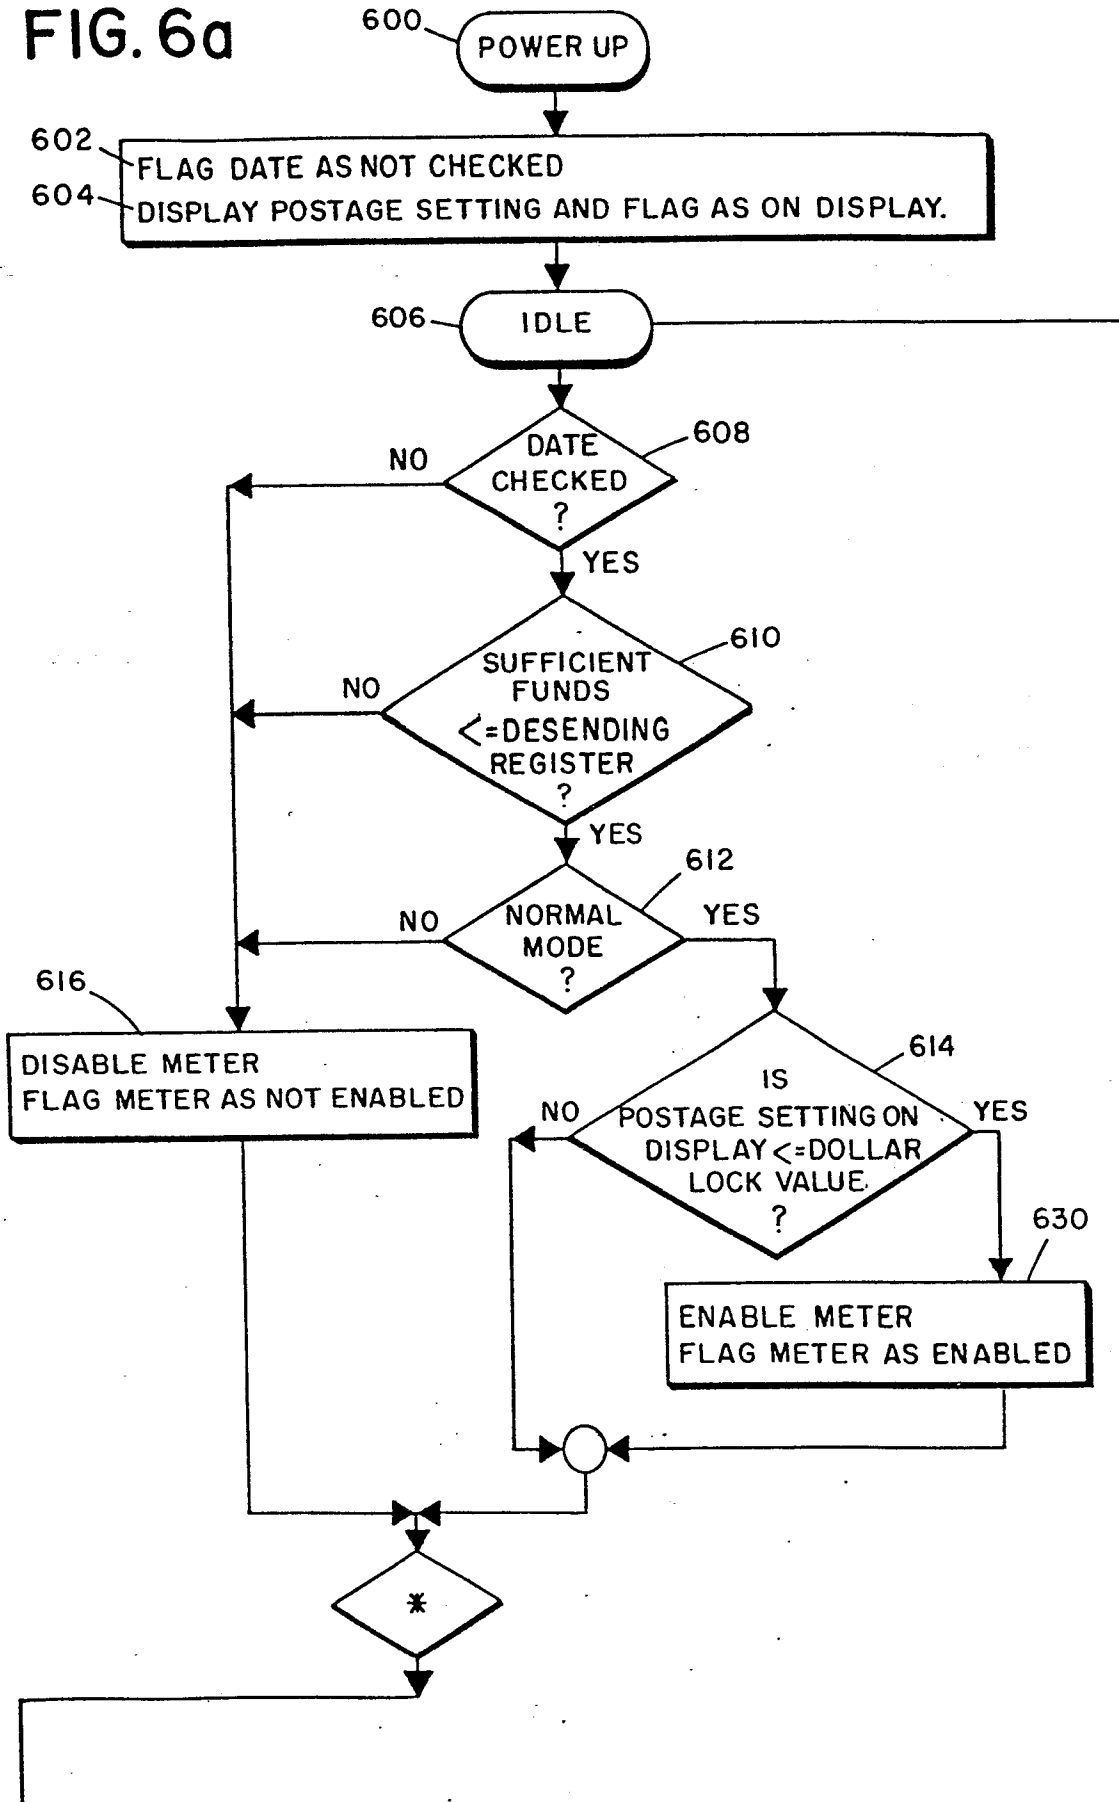 FIG. 6a
600
POWER UP
602
FLAG DATE AS NOT CHECKED
604
DISPLAY POSTAGE SETTING AND FLAG AS ON DISPLAY.
606
IDLE
608
DATE
CHECKED
?
NO
YES
610
SUFFICIENT
FUNDS
<=DESENDING
REGISTER
?
NO
YES
612
NORMAL
MODE
?
NO
YES
616
DISABLE METER
FLAG METER AS NOT ENABLED
614
IS
POSTAGE SETTING ON
DISPLAY <=DOLLAR
LOCK VALUE.
?
NO
YES
630
ENABLE METER
FLAG METER AS ENABLED
*